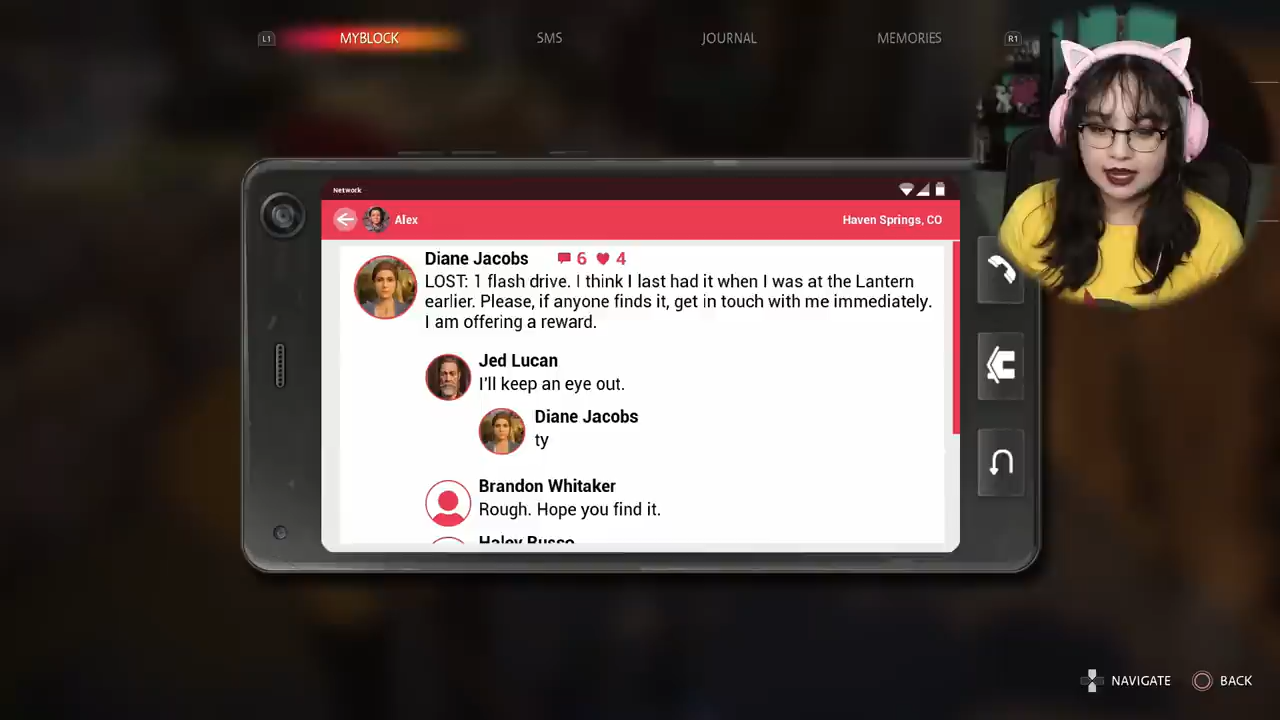 L1 MYBLOCK SMS JOURNAL MEMORIES R1
Network
Alex Haven Springs, CO
Diane Jacobs 6 4
LOST: 1 flash drive. I think I last had it when I was at the Lantern
earlier. Please, if anyone finds it, get in touch with me immediately.
I am offering a reward.
Jed Lucan
I'll keep an eye out.
Diane Jacobs
ty
Brandon Whitaker
Rough. Hope you find it.
Haley Russo
NAVIGATE BACK